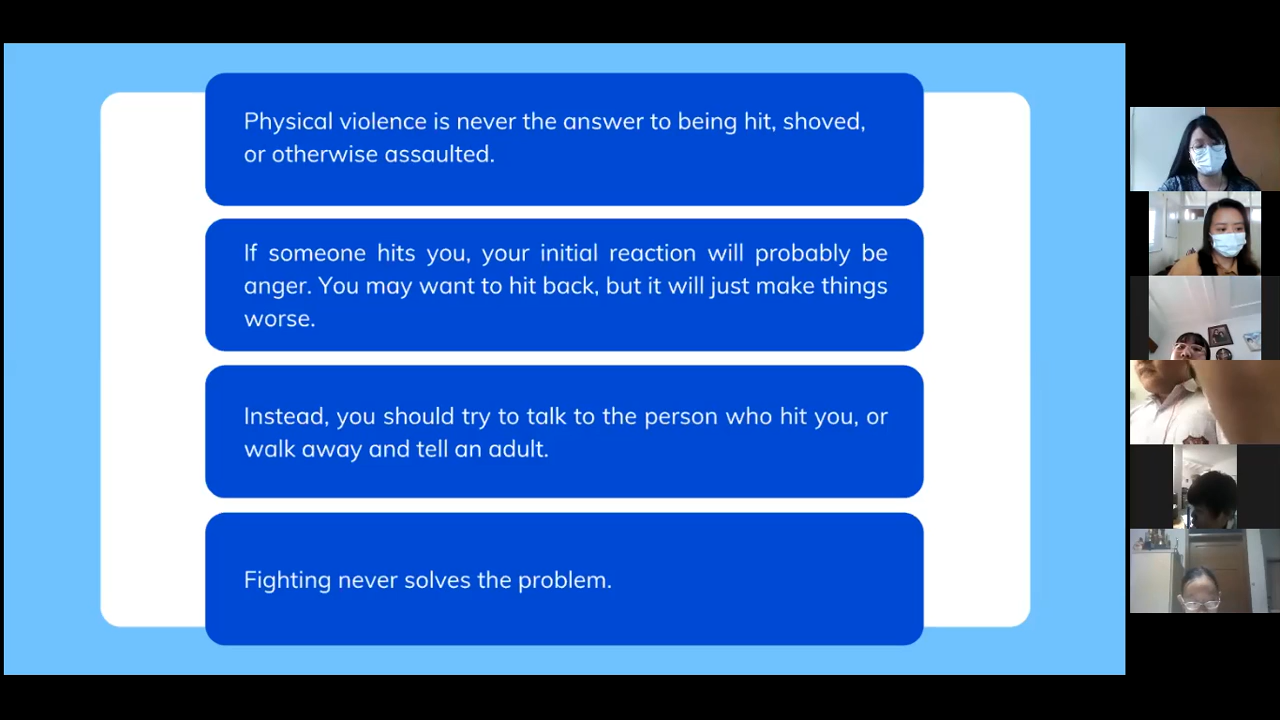 Physical violence is never the answer to being hit, shoved,
or otherwise assaulted.
If someone hits you, your initial reaction will probably be
anger. You may want to hit back, but it will just make things
worse.
Instead, you should try to talk to the person who hit you, or
walk away and tell an adult.
Fighting never solves the problem.